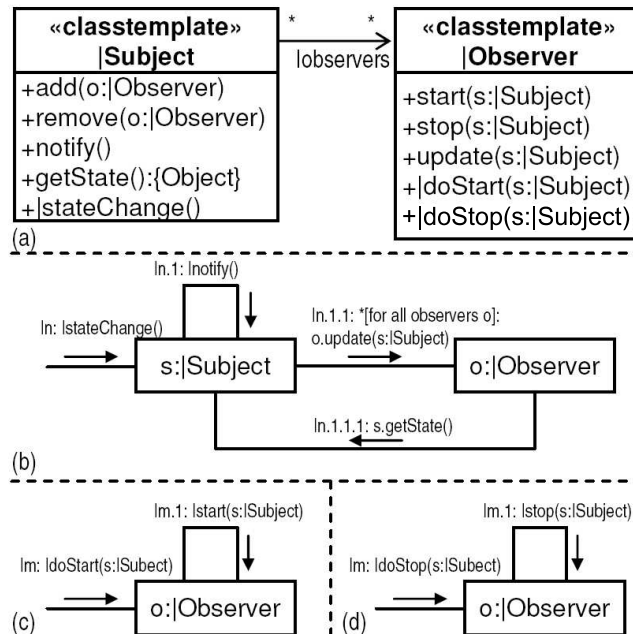 «classtemplate»
|Subject
+add(o:|Observer)
+remove(o:|Observer)
+notify()
+getState():{Object}
+|stateChange()
* *
|observers
«classtemplate»
|Observer
+start(s:|Subject)
+stop(s:|Subject)
+update(s:|Subject)
+|doStart(s:|Subject)
+|doStop(s:|Subject)
(a)
|n.1: |notify()
|n: |stateChange()
s:|Subject
|n.1.1: *[for all observers o]:
o.update(s:|Subject)
o:|Observer
|n.1.1.1: s.getState()
(b)
|m.1: |start(s:|Subject)
|m: |doStart(s:|Subect)
o:|Observer
(c)
|m.1: |stop(s:|Subject)
|m: |doStop(s:|Subect)
o:|Observer
(d)